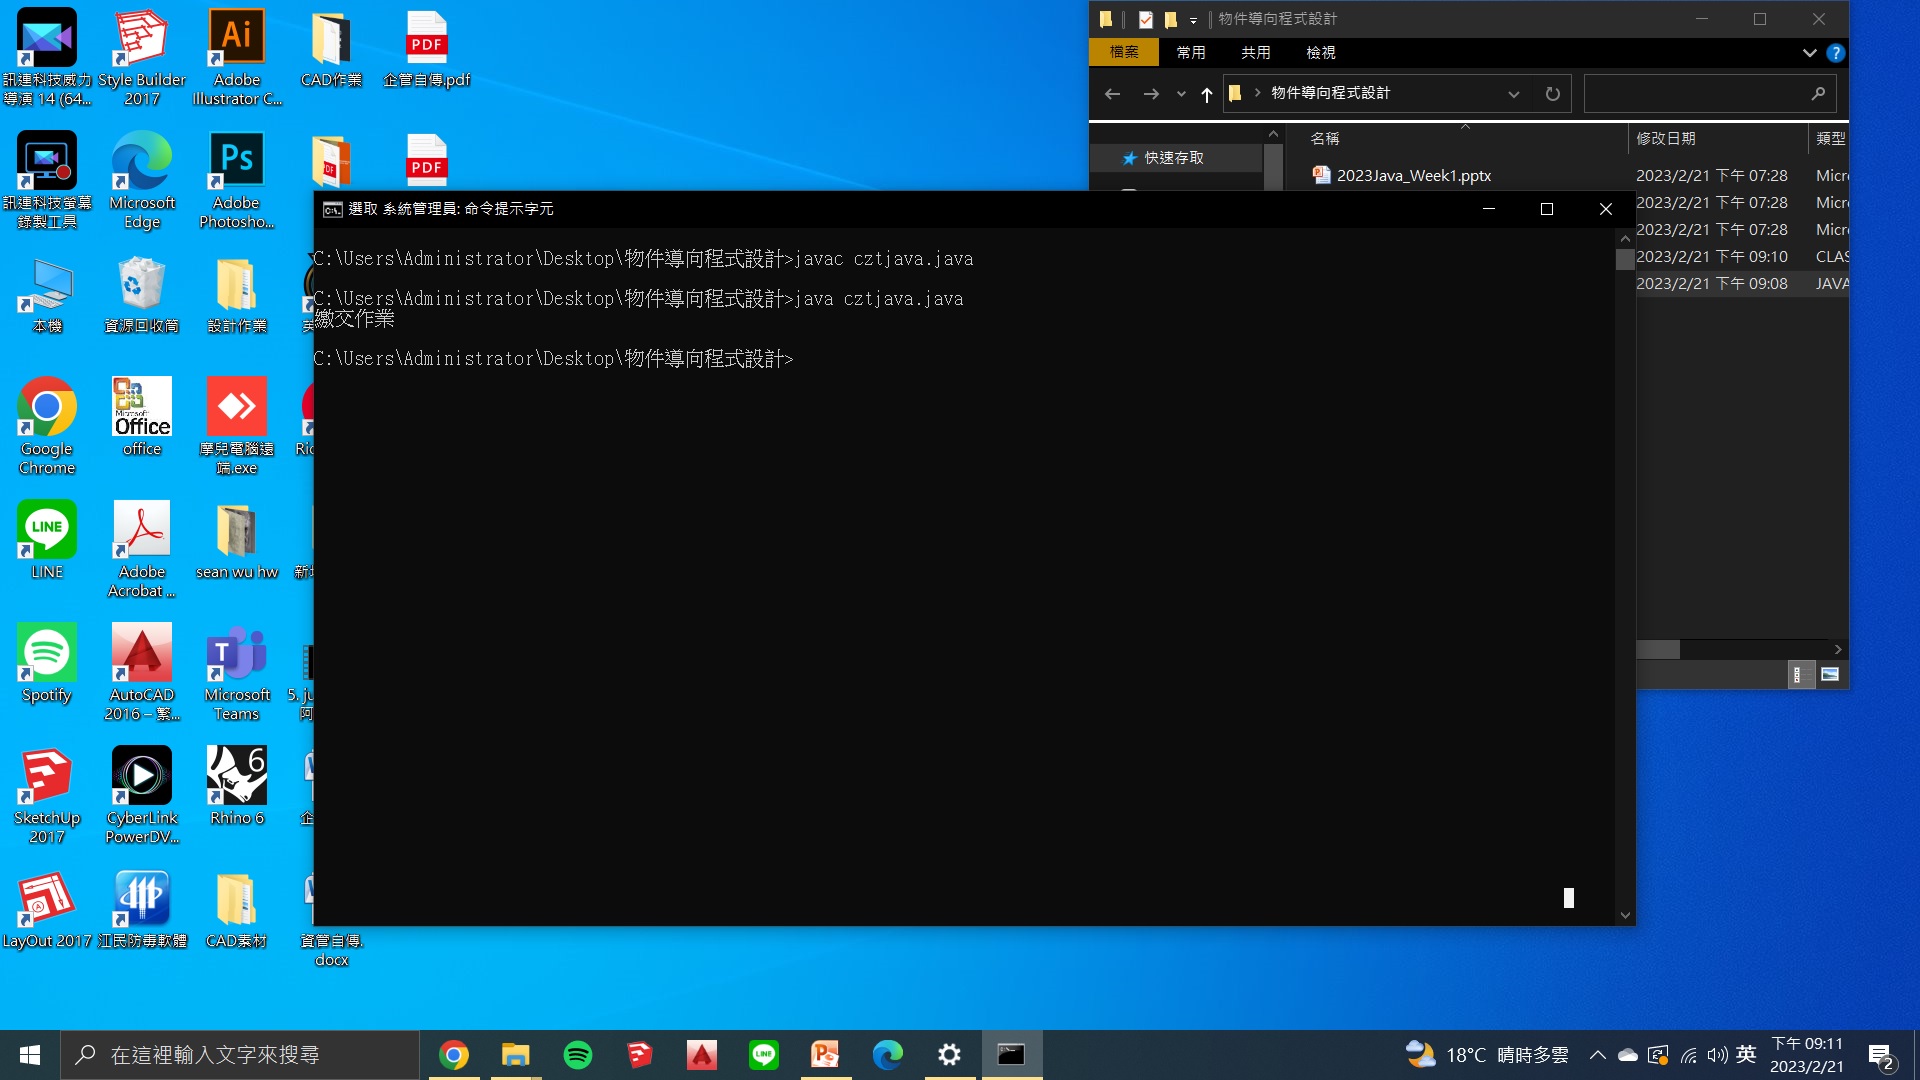 訊連科技威力
導演 14 (64...
Style Builder
2017
Ai
Adobe
Illustrator C...
CAD作業
PDF
企管自傳.pdf
訊連科技螢幕
錄製工具
Microsoft
Edge
Ps
Adobe
Photosho...
PDF
PDF
本機
資源回收筒
設計作業
Google
Chrome
Microsoft
Office
office
摩兒電腦遠
端.exe
LINE
LINE
Adobe
Acrobat ...
sean wu hw
Spotify
AutoCAD
2016 – 繁...
T
Microsoft
Teams
5. ju
阿
SketchUp
2017
CyberLink
PowerDV...
6
Rhino 6
企
LayOut 2017
江民防毒軟體
CAD素材
資管自傳.
docx
物件導向程式設計
檔案
常用
共用
檢視
物件導向程式設計
快速存取
名稱
修改日期
類型
2023Java_Week1.pptx
2023/2/21 下午 07:28
Micr
2023/2/21 下午 07:28
Micr
2023/2/21 下午 07:28
Micr
2023/2/21 下午 09:10
CLAS
2023/2/21 下午 09:08
JAVA
選取 系統管理員: 命令提示字元
C:\Users\Administrator\Desktop\物件導向程式設計>javac cztjava.java
C:\Users\Administrator\Desktop\物件導向程式設計>java cztjava.java
繳交作業
C:\Users\Administrator\Desktop\物件導向程式設計>
在這裡輸入文字來搜尋
LINE
18°C 晴時多雲
英
下午 09:11
2023/2/21
2